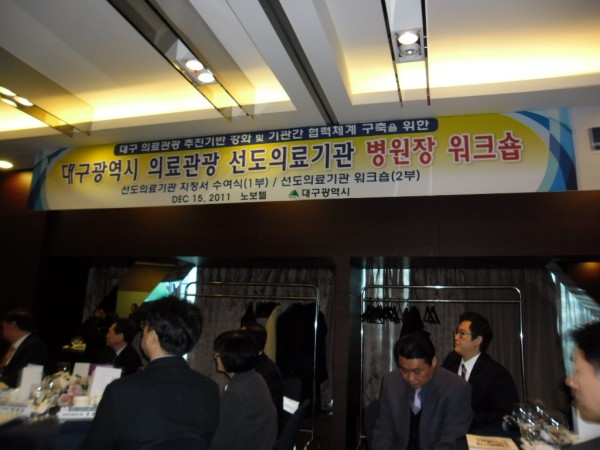 대구 의료관광 추진기반 강화 및 기관간 협력체계 구축을 위한
대구광역시 의료관광 선도의료기관 병원장 워크숍
선도의료기관 지정서 수여식(1부) / 선도의료기관 워크숍(2부)
DEC 15, 2011 노보텔 대구광역시